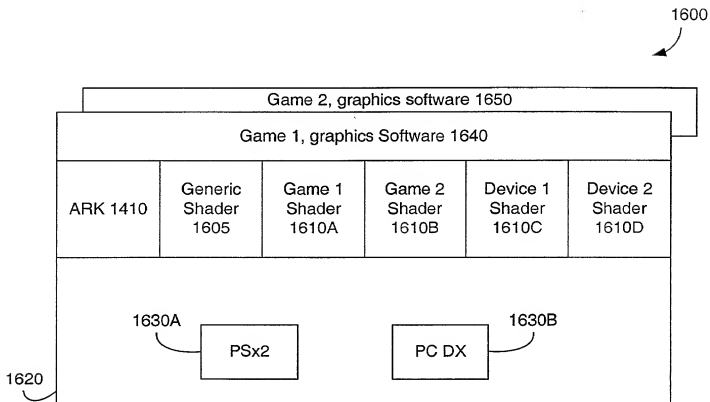 1600
Game 2, graphics software 1650
Game 1, graphics Software 1640
ARK 1410
Generic
Shader
1605
Game 1
Shader
1610A
Game 2
Shader
1610B
Device 1
Shader
1610C
Device 2
Shader
1610D
1630A
PSx2
PC DX
1630B
1620